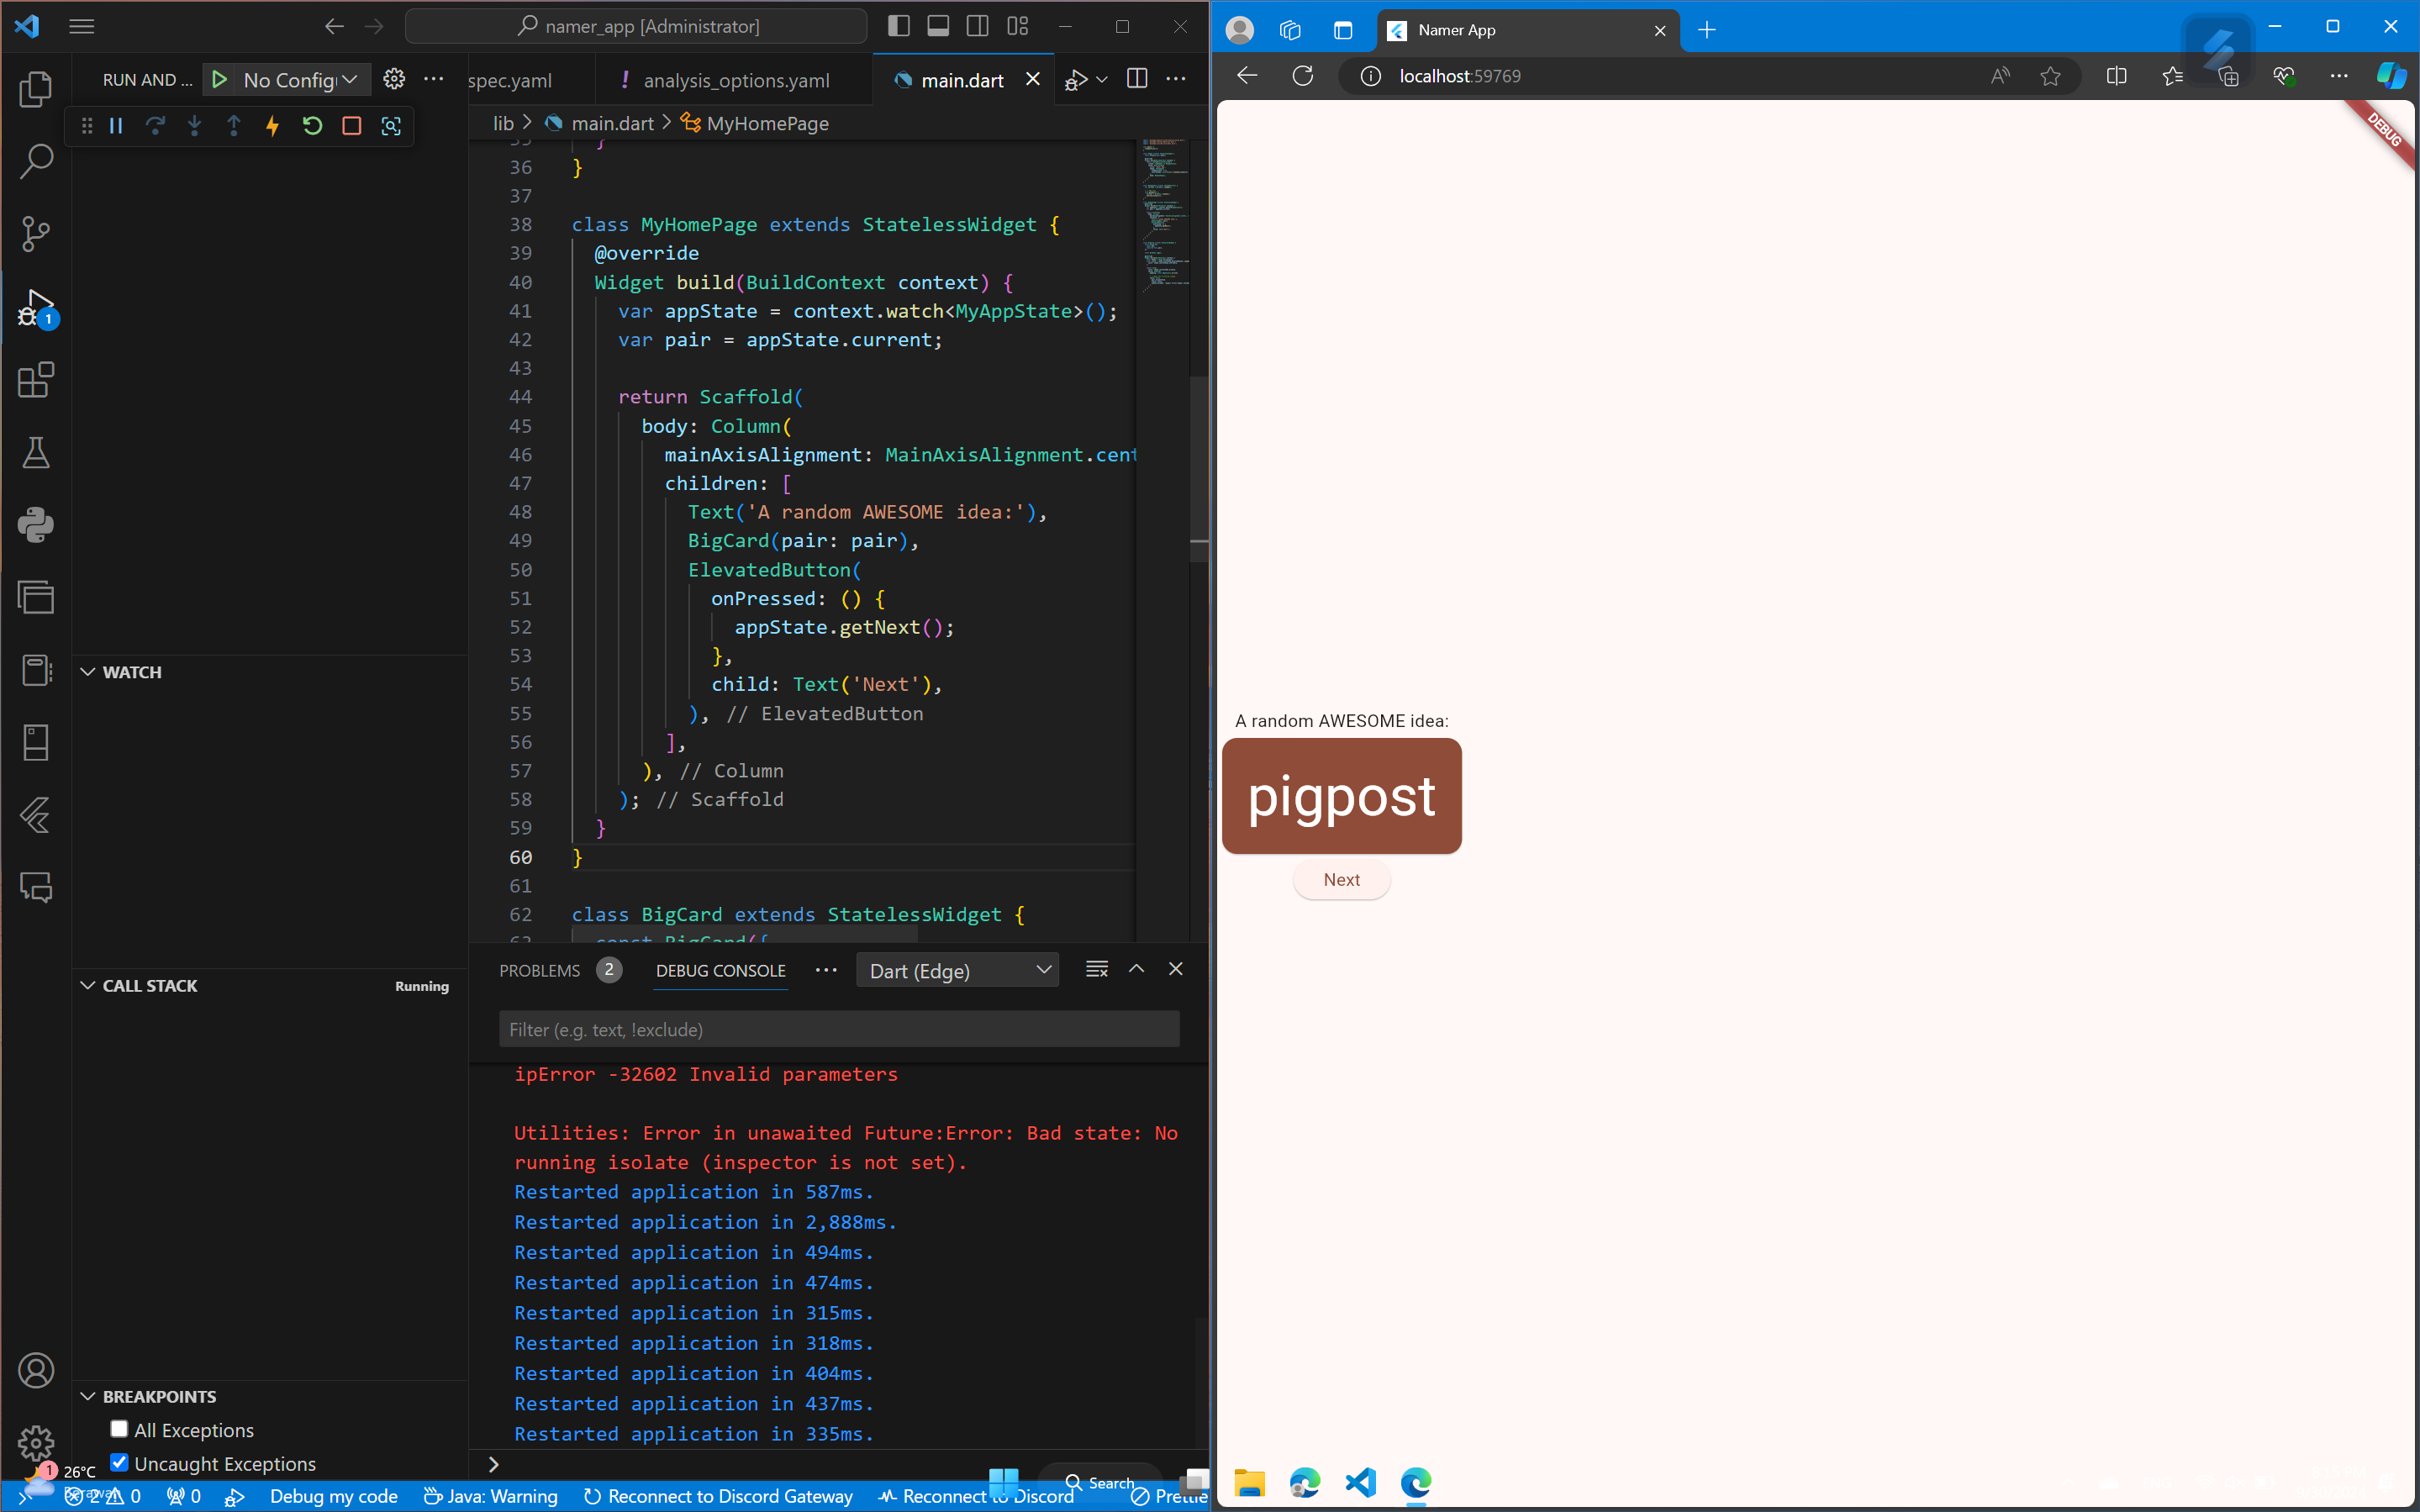 namer_app [Administrator]
RUN AND ...
No Config
spec.yaml
! analysis_options.yaml
main.dart
lib > main.dart > MyHomePage
36 }
37
38 class MyHomePage extends StatelessWidget {
39 @override
40 Widget build(BuildContext context) {
41 var appState = context.watch<MyAppState>();
42 var pair = appState.current;
43
44 return Scaffold(
45 body: Column(
46 mainAxisAlignment: MainAxisAlignment.cent
47 children: [
48 Text('A random AWESOME idea:'),
49 BigCard(pair: pair),
50 ElevatedButton(
51 onPressed: () {
52 appState.getNext();
53 },
54 child: Text('Next'),
55 ), // ElevatedButton
56 ],
57 ), // Column
58 ); // Scaffold
59 }
60 }
61
62 class BigCard extends StatelessWidget {
63 const BigCard({
1
WATCH
CALL STACK
Running
BREAKPOINTS
All Exceptions
Uncaught Exceptions
PROBLEMS 2
DEBUG CONSOLE
Dart (Edge)
Filter (e.g. text, !exclude)
ipError -32602 Invalid parameters
Utilities: Error in unawaited Future:Error: Bad state: No
running isolate (inspector is not set).
Restarted application in 587ms.
Restarted application in 2,888ms.
Restarted application in 494ms.
Restarted application in 474ms.
Restarted application in 315ms.
Restarted application in 318ms.
Restarted application in 404ms.
Restarted application in 437ms.
Restarted application in 335ms.
1
26°C
2 0
0
Debug my code
Java: Warning
Reconnect to Discord Gateway
Reconnect to Discord
Search
Namer App
localhost:59769
DEBUG
A random AWESOME idea:
pigpost
Next